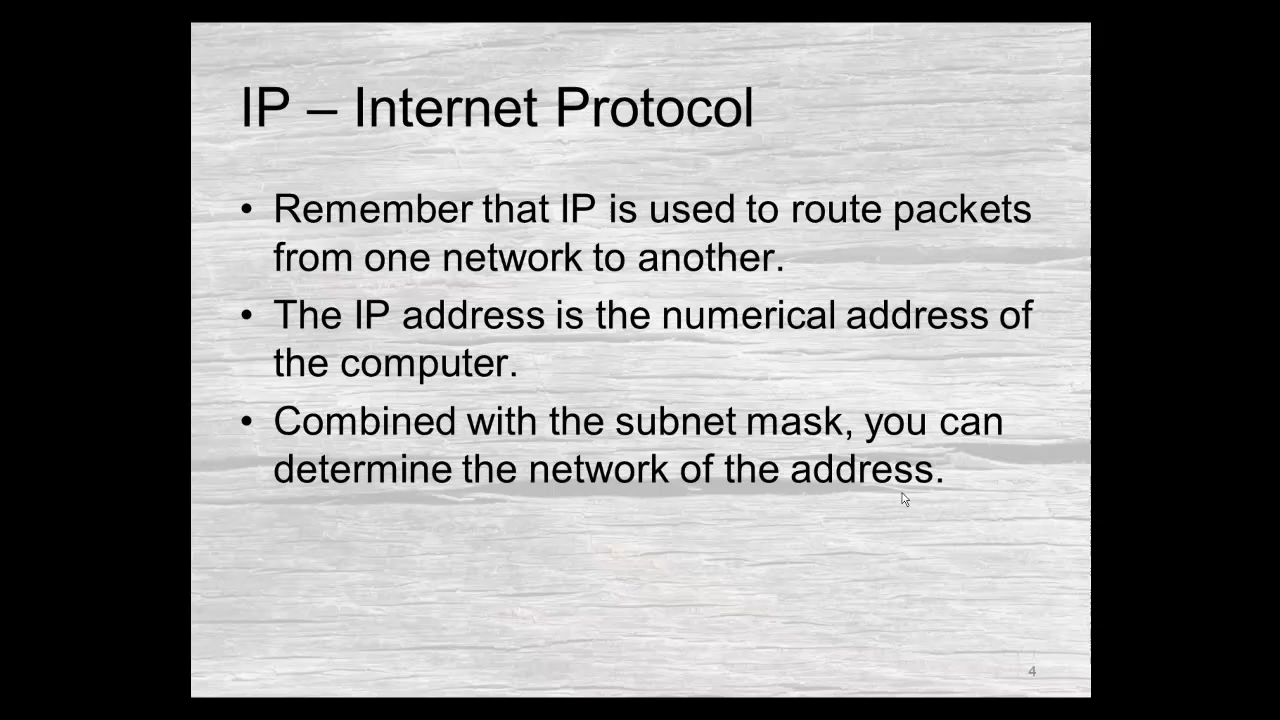 IP – Internet Protocol
• Remember that IP is used to route packets
from one network to another.
• The IP address is the numerical address of
the computer.
• Combined with the subnet mask, you can
determine the network of the address.
4